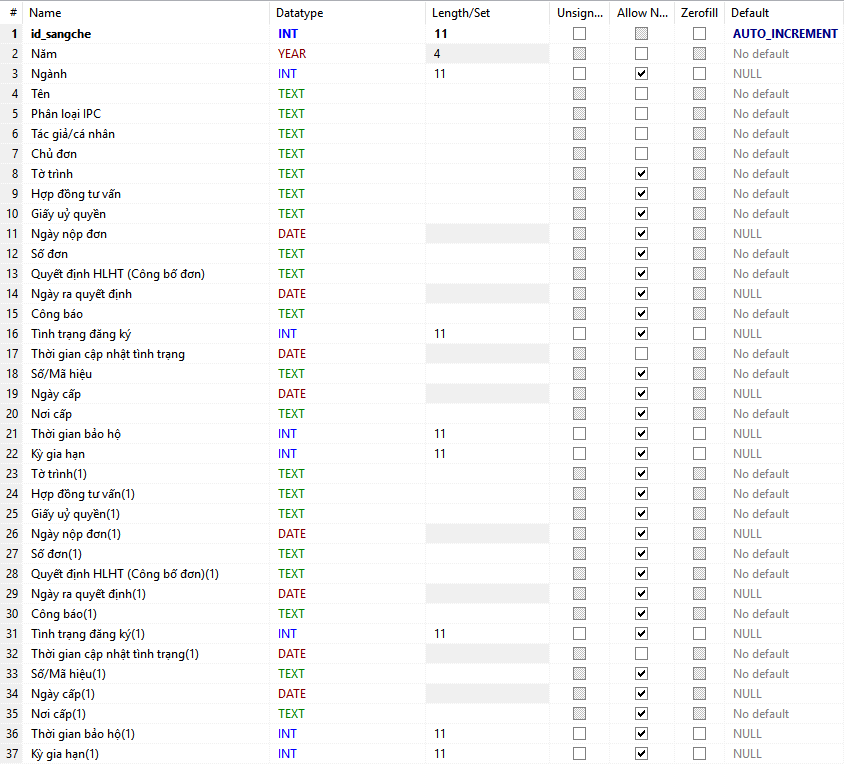 # Name Datatype Length/Set Unsign... Allow N... Zerofill Default
1 id_sangche INT 11 AUTO_INCREMENT
2 Năm YEAR 4 No default
3 Ngành INT 11 NULL
4 Tên TEXT No default
5 Phân loại IPC TEXT No default
6 Tác giả/cá nhân TEXT No default
7 Chủ đơn TEXT No default
8 Tờ trình TEXT No default
9 Hợp đồng tư vấn TEXT No default
10 Giấy uỷ quyền TEXT No default
11 Ngày nộp đơn DATE NULL
12 Số đơn TEXT No default
13 Quyết định HLHT (Công bố đơn) TEXT No default
14 Ngày ra quyết định DATE NULL
15 Công báo TEXT No default
16 Tình trạng đăng ký INT 11 NULL
17 Thời gian cập nhật tình trạng DATE No default
18 Số/Mã hiệu TEXT No default
19 Ngày cấp DATE NULL
20 Nơi cấp TEXT No default
21 Thời gian bảo hộ INT 11 NULL
22 Kỳ gia hạn INT 11 NULL
23 Tờ trình(1) TEXT No default
24 Hợp đồng tư vấn(1) TEXT No default
25 Giấy uỷ quyền(1) TEXT No default
26 Ngày nộp đơn(1) DATE NULL
27 Số đơn(1) TEXT No default
28 Quyết định HLHT (Công bố đơn)(1) TEXT No default
29 Ngày ra quyết định(1) DATE NULL
30 Công báo(1) TEXT No default
31 Tình trạng đăng ký(1) INT 11 NULL
32 Thời gian cập nhật tình trạng(1) DATE No default
33 Số/Mã hiệu(1) TEXT No default
34 Ngày cấp(1) DATE NULL
35 Nơi cấp(1) TEXT No default
36 Thời gian bảo hộ(1) INT 11 NULL
37 Kỳ gia hạn(1) INT 11 NULL